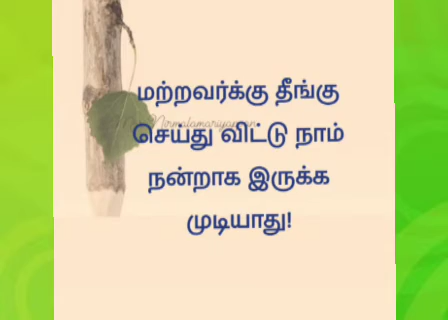 மற்றவர்க்கு தீங்கு
செய்து விட்டு நாம்
நன்றாக இருக்க
முடியாது!